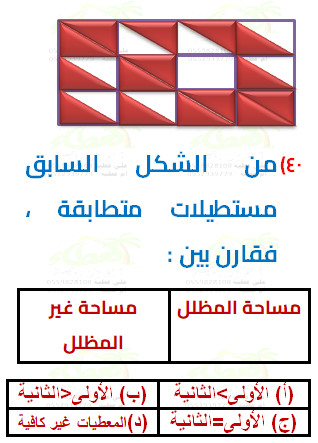 ٤٠) من الشكل السابق
مستطيلات متطابقة ،
فقارن بين :
مساحة المظلل
مساحة غير
المظلل
(أ) الأولى>الثانية
(ب) الأولى<الثانية
(ج) الأولى=الثانية
(د)المعطيات غير كافية